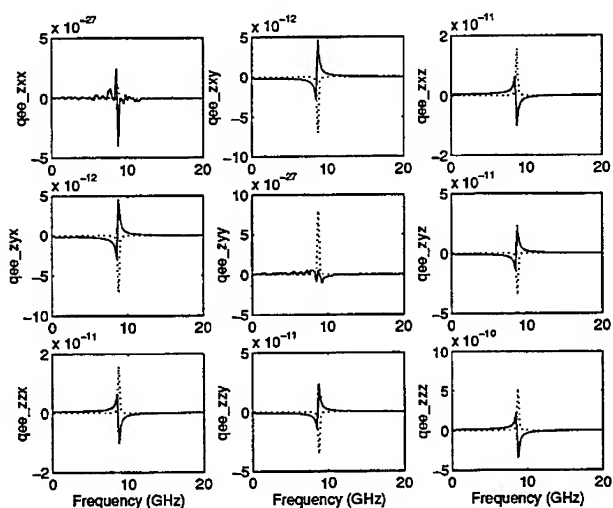 x 10⁻²⁷ x 10⁻¹² x 10⁻¹¹
5 5 2
qee_zxx qee_zxy qee_zxz
0 0 0
-5 -5 -2
-10
0 10 20 0 10 20 0 10 20
x 10⁻¹² x 10⁻²⁷ x 10⁻¹¹
5 10 5
qee_zyx qee_zyy qee_zyz
0 5 0
-5 0
-10 -5 -5
0 10 20 0 10 20 0 10 20
x 10⁻¹¹ x 10⁻¹¹ x 10⁻¹⁰
2 5 10
qee_zzx qee_zzy qee_zzz
5
0 0 0
-2 -5 -5
0 10 20 0 10 20 0 10 20
Frequency (GHz) Frequency (GHz) Frequency (GHz)